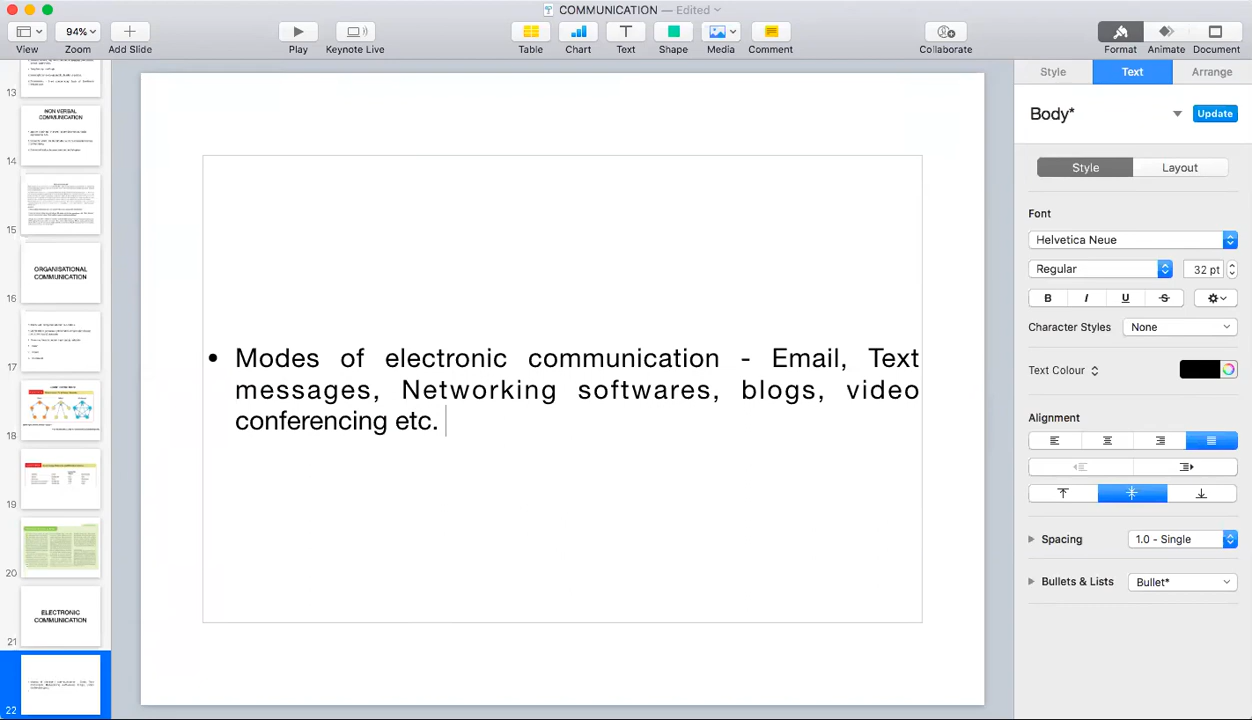 COMMUNICATION — Edited
94%
View
Zoom
Add Slide
Play
Keynote Live
Table
Chart
Text
Shape
Media
Comment
Collaborate
Format
Animate
Document
13
NON VERBAL
COMMUNICATION
14
15
ORGANISATIONAL
COMMUNICATION
16
17
18
19
20
ELECTRONIC
COMMUNICATION
21
22
• Modes of electronic communication - Email, Text
messages, Networking softwares, blogs, video
conferencing etc.
Style
Text
Arrange
Body*
Update
Style
Layout
Font
Helvetica Neue
Regular
32 pt
B I U S
Character Styles
None
Text Colour
Alignment
Spacing
1.0 - Single
Bullets & Lists
Bullet*